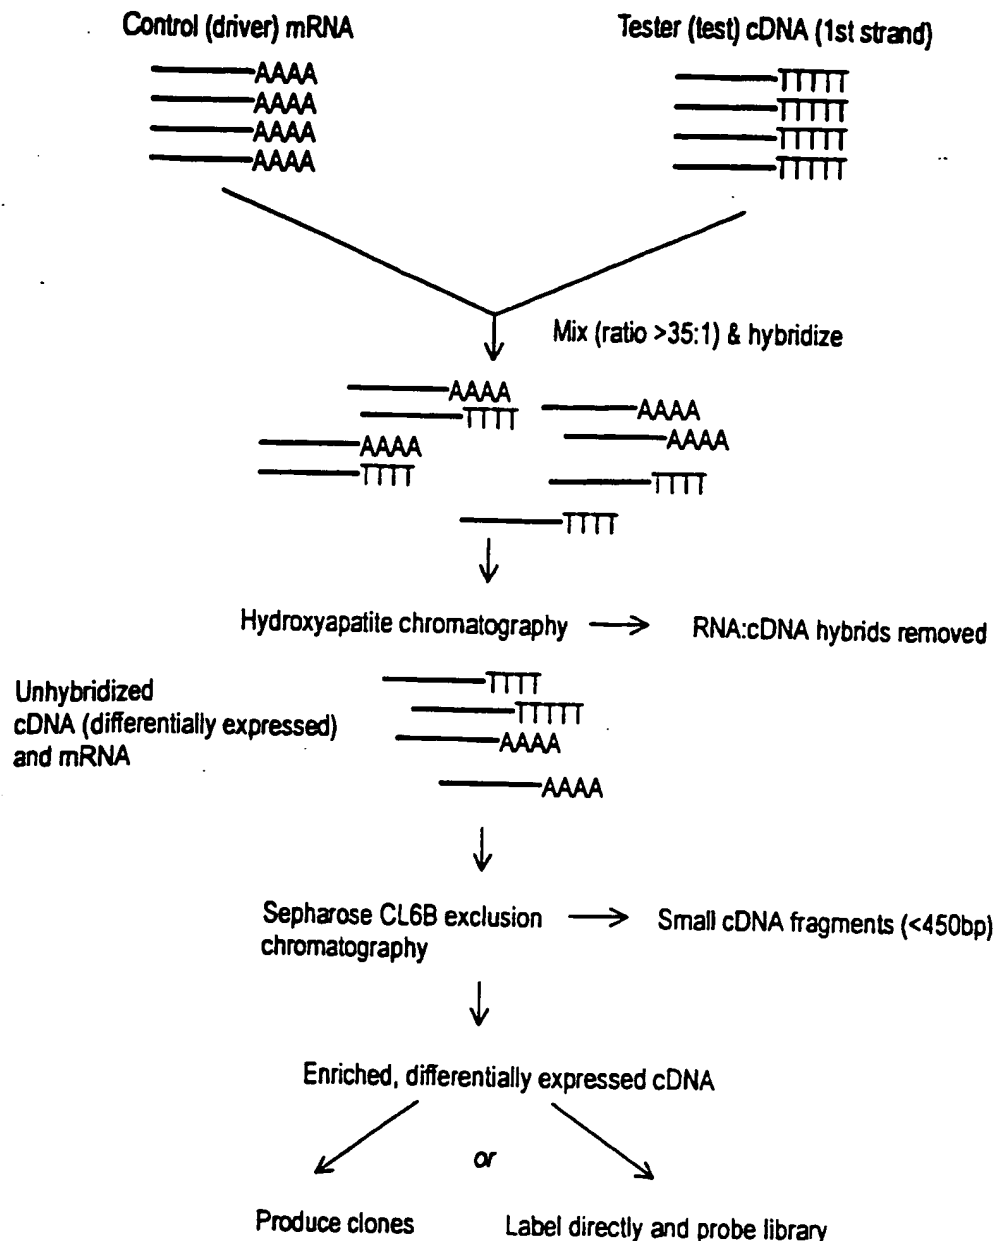 Control (driver) mRNA
Tester (test) cDNA (1st strand)
AAAA
AAAA
AAAA
AAAA
TTTTT
TTTTT
TTTTT
TTTTT
Mix (ratio >35:1) & hybridize
AAAA
TTTT
AAAA
AAAA
AAAA
TTTT
TTTT
TTTT
Hydroxyapatite chromatography
RNA:cDNA hybrids removed
Unhybridized
cDNA (differentially expressed)
and mRNA
TTTT
TTTTT
AAAA
AAAA
Sepharose CL6B exclusion
chromatography
Small cDNA fragments (<450bp)
Enriched, differentially expressed cDNA
or
Produce clones
Label directly and probe library